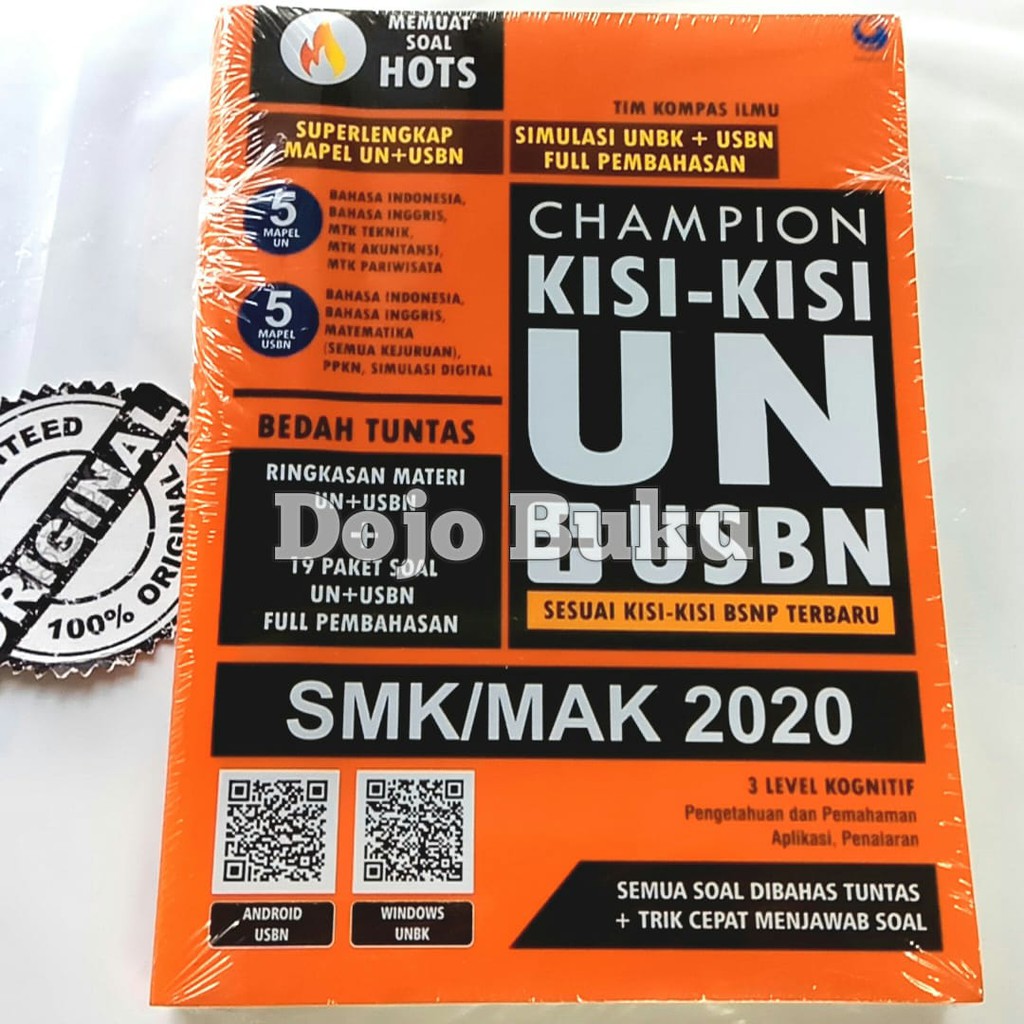 MEMUAT
SOAL
HOTS
TIM KOMPAS ILMU
SUPERLENGKAP
MAPEL UN+USBN
SIMULASI UNBK + USBN
FULL PEMBAHASAN
5
MAPEL
UN
BAHASA INDONESIA,
BAHASA INGGRIS,
MTK TEKNIK,
MTK AKUNTANSI,
MTK PARIWISATA
5
MAPEL
USBN
BAHASA INDONESIA,
BAHASA INGGRIS,
MATEMATIKA
(SEMUA KEJURUAN),
PPKN, SIMULASI DIGITAL
CHAMPION
KISI-KISI
UN
+ USBN
SESUAI KISI-KISI BSNP TERBARU
BEDAH TUNTAS
RINGKASAN MATERI
UN+USBN
+
19 PAKET SOAL
UN+USBN
FULL PEMBAHASAN
Dojo Buku
SMK/MAK 2020
3 LEVEL KOGNITIF
Pengetahuan dan Pemahaman
Aplikasi, Penalaran
ANDROID
USBN
WINDOWS
UNBK
SEMUA SOAL DIBAHAS TUNTAS
+ TRIK CEPAT MENJAWAB SOAL
ORIGINAL
100% ORIGINAL